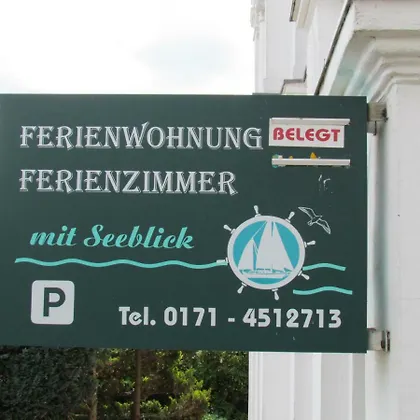 FERIENWOHNUNG BELEGT
FERIENZIMMER
mit Seeblick
P
Tel. 0171 - 4512713